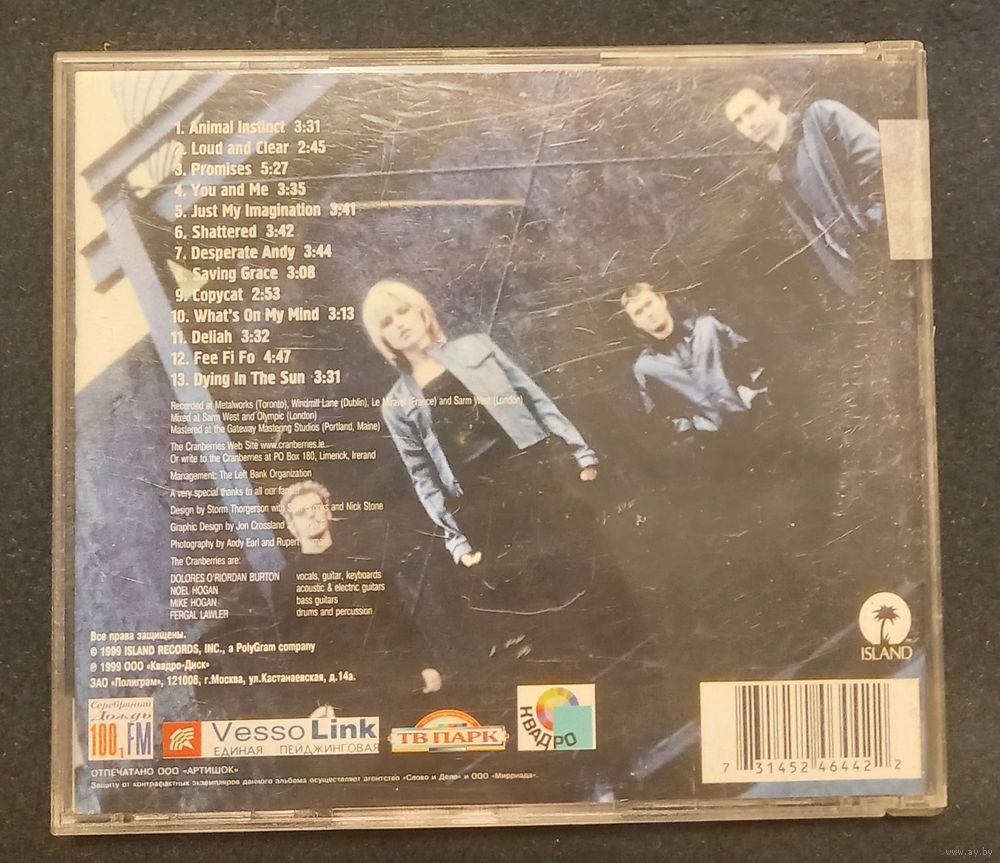 1. Animal Instinct 3:31
2. Loud and Clear 2:45
3. Promises 5:27
4. You and Me 3:35
5. Just My Imagination 3:41
6. Shattered 3:42
7. Desperate Andy 3:44
Saving Grace 3:08
9. Copycat 2:53
10. What's On My Mind 3:13
11. Deliah 3:32
12. Fee Fi Fo 4:47
13. Dying In The Sun 3:31
Recorded at Metalworks (Toronto), Windmill Lane (Dublin), Le Miraval (France) and Sarm West (London)
Mixed at Sarm West and Olympic (London)
Mastered at the Gateway Mastering Studios (Portland, Maine)
The Cranberries Web Site www.cranberries.ie
Or write to the Cranberries at PO Box 180, Limerick, Irerand
Management: The Left Bank Organization
A very special thanks to all our
Design by Storm Thorgerson with and Nick Stone
Graphic Design by Jon Crossland
Photography by Andy Earl and Rupert
The Cranberries are:
DOLORES O'RIORDAN BURTON vocals, guitar, keyboards
NOEL HOGAN acoustic & electric guitars
MIKE HOGAN bass guitars
FERGAL LAWLER drums and percussion
Все права защищены.
© 1999 ISLAND RECORDS, INC., a PolyGram company
℗ 1999 ООО «Квадро-Диск»
ЗАО «Полиграм», 121008, г.Москва, ул.Кастанаевская, д.14а.
ISLAND
Серебряный
Дождь
100,1 FM
VessoLink
ЕДИНАЯ ПЕЙДЖИНГОВАЯ
ТВ ПАРК
КВАДРО
7 31452 46442 2
ОТПЕЧАТАНО ООО «АРТИШОК»
Защиту от контрафактных экземпляров данного альбома осуществляет агентство «Слово и Дело» и ООО «Мирриада».
www.ay.by